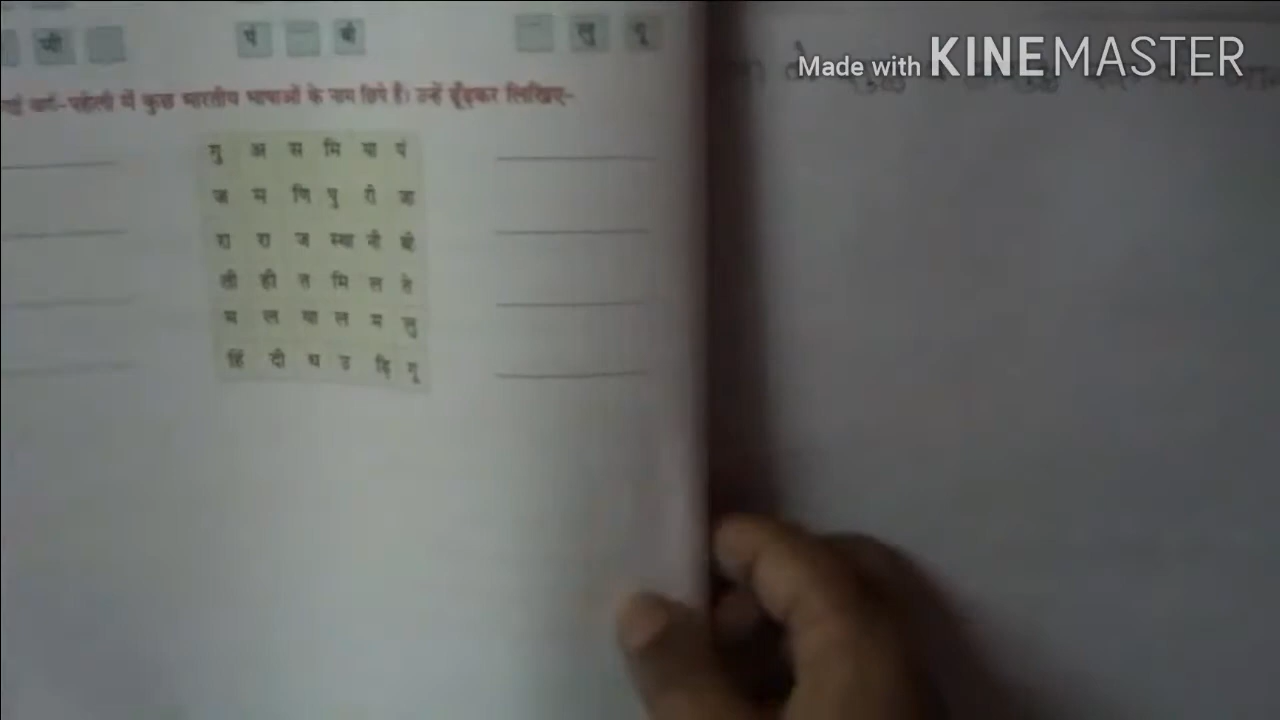 Made with KINEMASTER
पं बी
लु गू
वर्ग-पहेली में कुछ भारतीय भाषाओं के नाम छिपे हैं। उन्हें ढूँढ़कर लिखिए-
गु अ स मि या पं
ज म णि पु री जा
रा रा ज स्था नी बी
ती ही त मि ल ते
म ल या ल म लु
हिं दी ध उ ड़ि गू